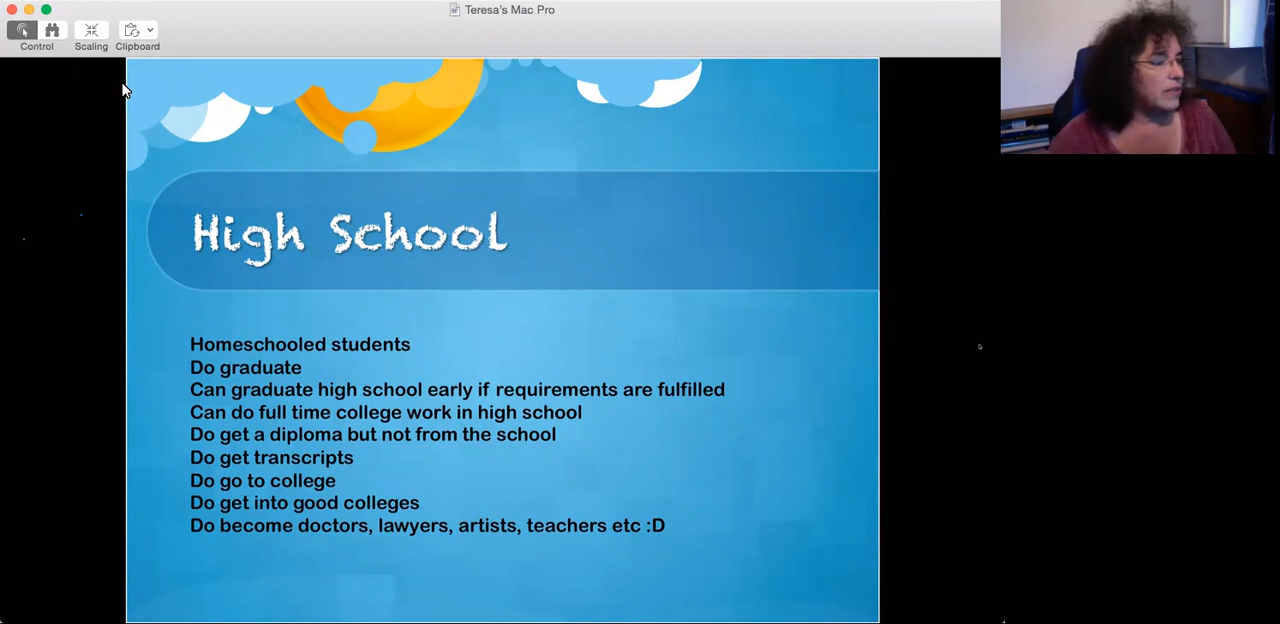 Teresa's Mac Pro
Control
Scaling
Clipboard
High School
Homeschooled students
Do graduate
Can graduate high school early if requirements are fulfilled
Can do full time college work in high school
Do get a diploma but not from the school
Do get transcripts
Do go to college
Do get into good colleges
Do become doctors, lawyers, artists, teachers etc :D